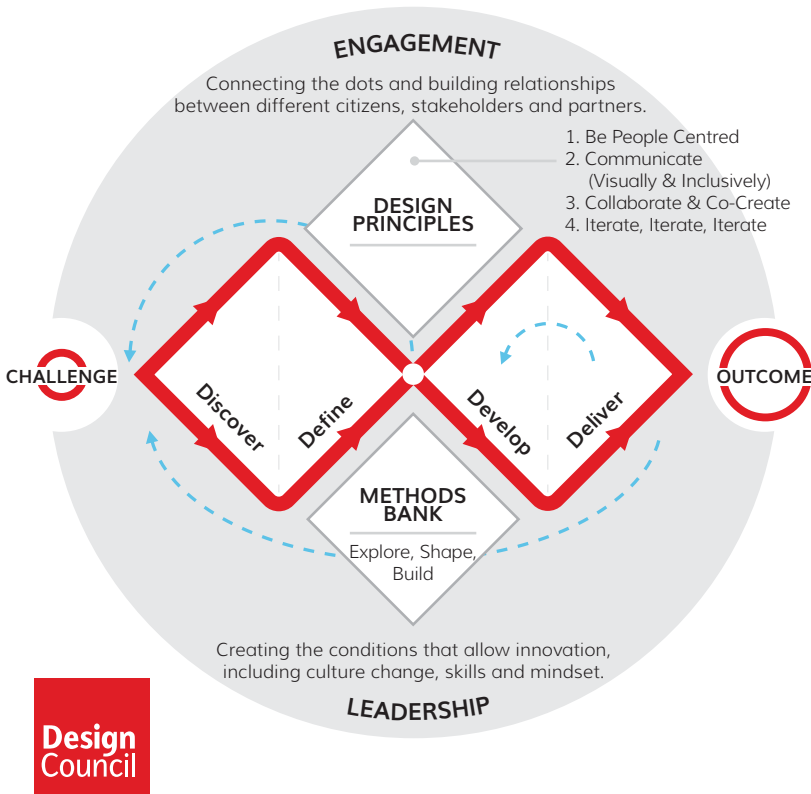 ENGAGEMENT
Connecting the dots and building relationships
between different citizens, stakeholders and partners.
1. Be People Centred
2. Communicate
(Visually & Inclusively)
3. Collaborate & Co-Create
4. Iterate, Iterate, Iterate
DESIGN
PRINCIPLES
CHALLENGE
OUTCOME
Discover
Define
Develop
Deliver
METHODS
BANK
Explore, Shape,
Build
Creating the conditions that allow innovation,
including culture change, skills and mindset.
LEADERSHIP
Design
Council